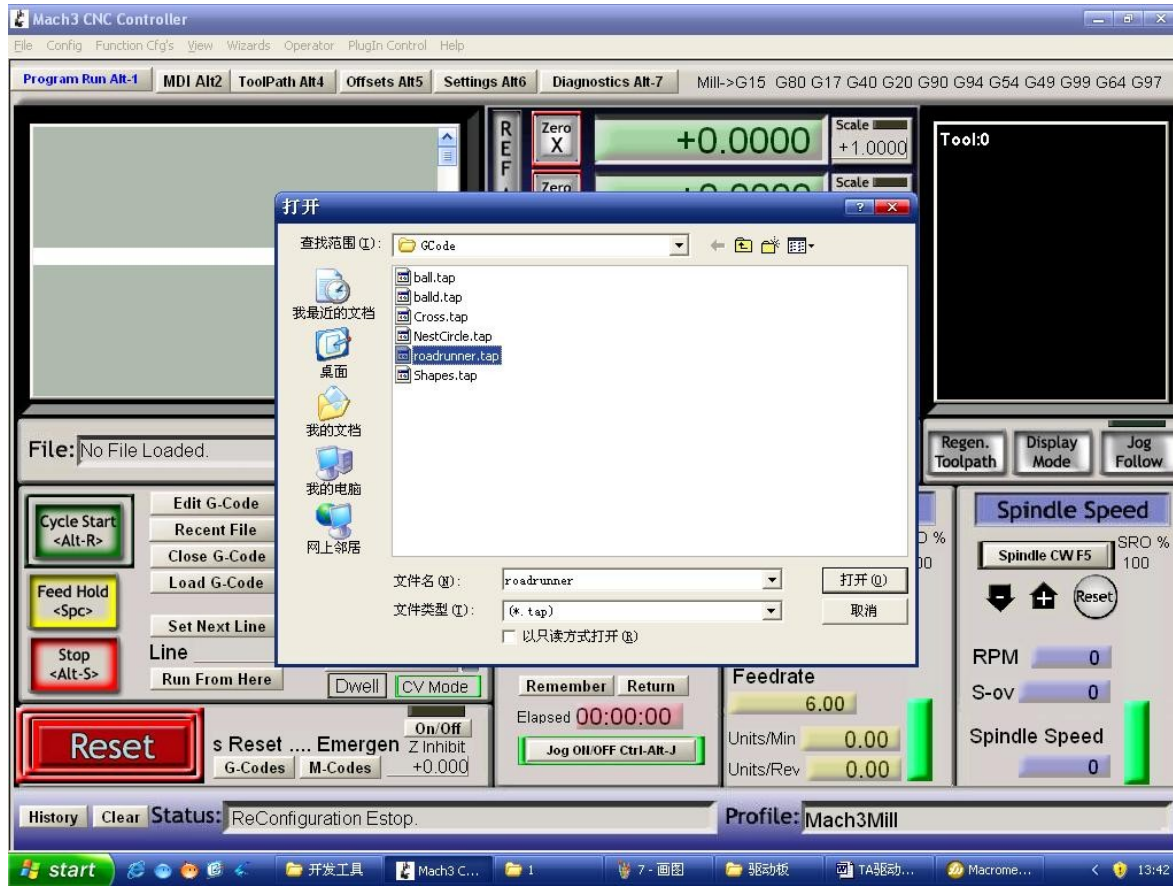 Mach3 CNC Controller
File Config Function Cfg's View Wizards Operator PlugIn Control Help
Program Run Alt-1 MDI Alt2 ToolPath Alt4 Offsets Alt5 Settings Alt6 Diagnostics Alt-7 Mill->G15 G80 G17 G40 G20 G90 G94 G54 G49 G99 G64 G97
R
E
F
Zero
X
+0.0000
Scale
+1.0000
Tool:0
Zero
Scale
打开
查找范围(I):
GCode
我最近的文档
桌面
我的文档
我的电脑
网上邻居
ball.tap
balld.tap
Cross.tap
NestCircle.tap
roadrunner.tap
Shapes.tap
文件名(N): roadrunner 打开(O)
文件类型(T): (*.tap) 取消
以只读方式打开(R)
File: No File Loaded.
Regen. Toolpath
Display Mode
Jog Follow
Cycle Start
<Alt-R>
Feed Hold
<Spc>
Stop
<Alt-S>
Edit G-Code
Recent File
Close G-Code
Load G-Code
Set Next Line
Line
Run From Here
Dwell CV Mode
Reset
s Reset .... Emergen
G-Codes M-Codes
On/Off
Z Inhibit
+0.000
Remember Return
Elapsed 00:00:00
Jog ON/OFF Ctrl-Alt-J
Feedrate
6.00
Units/Min 0.00
Units/Rev 0.00
Spindle Speed
Spindle CW F5
SRO %
100
Reset
RPM 0
S-ov 0
Spindle Speed
0
History Clear Status: ReConfiguration Estop.
Profile: Mach3Mill
start 开发工具 Mach3 C... 1 7 - 画图 驱动板 TA驱动... Macrome... 13:42